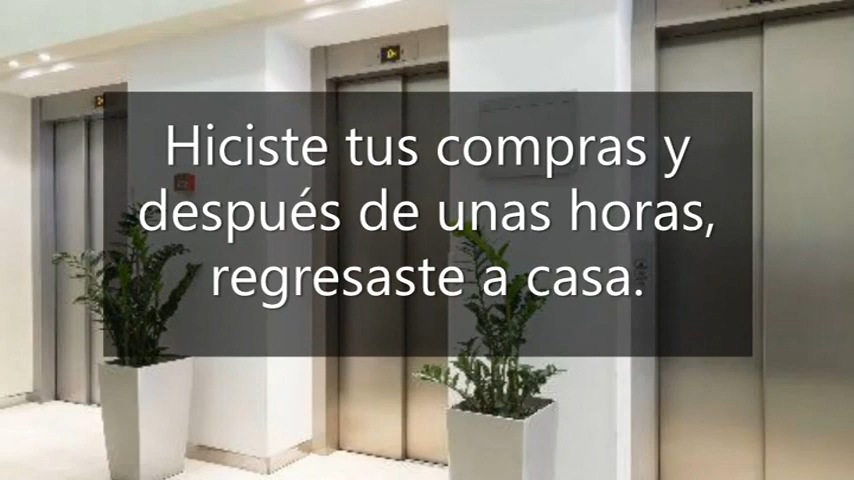 Hiciste tus compras y
después de unas horas,
regresaste a casa.